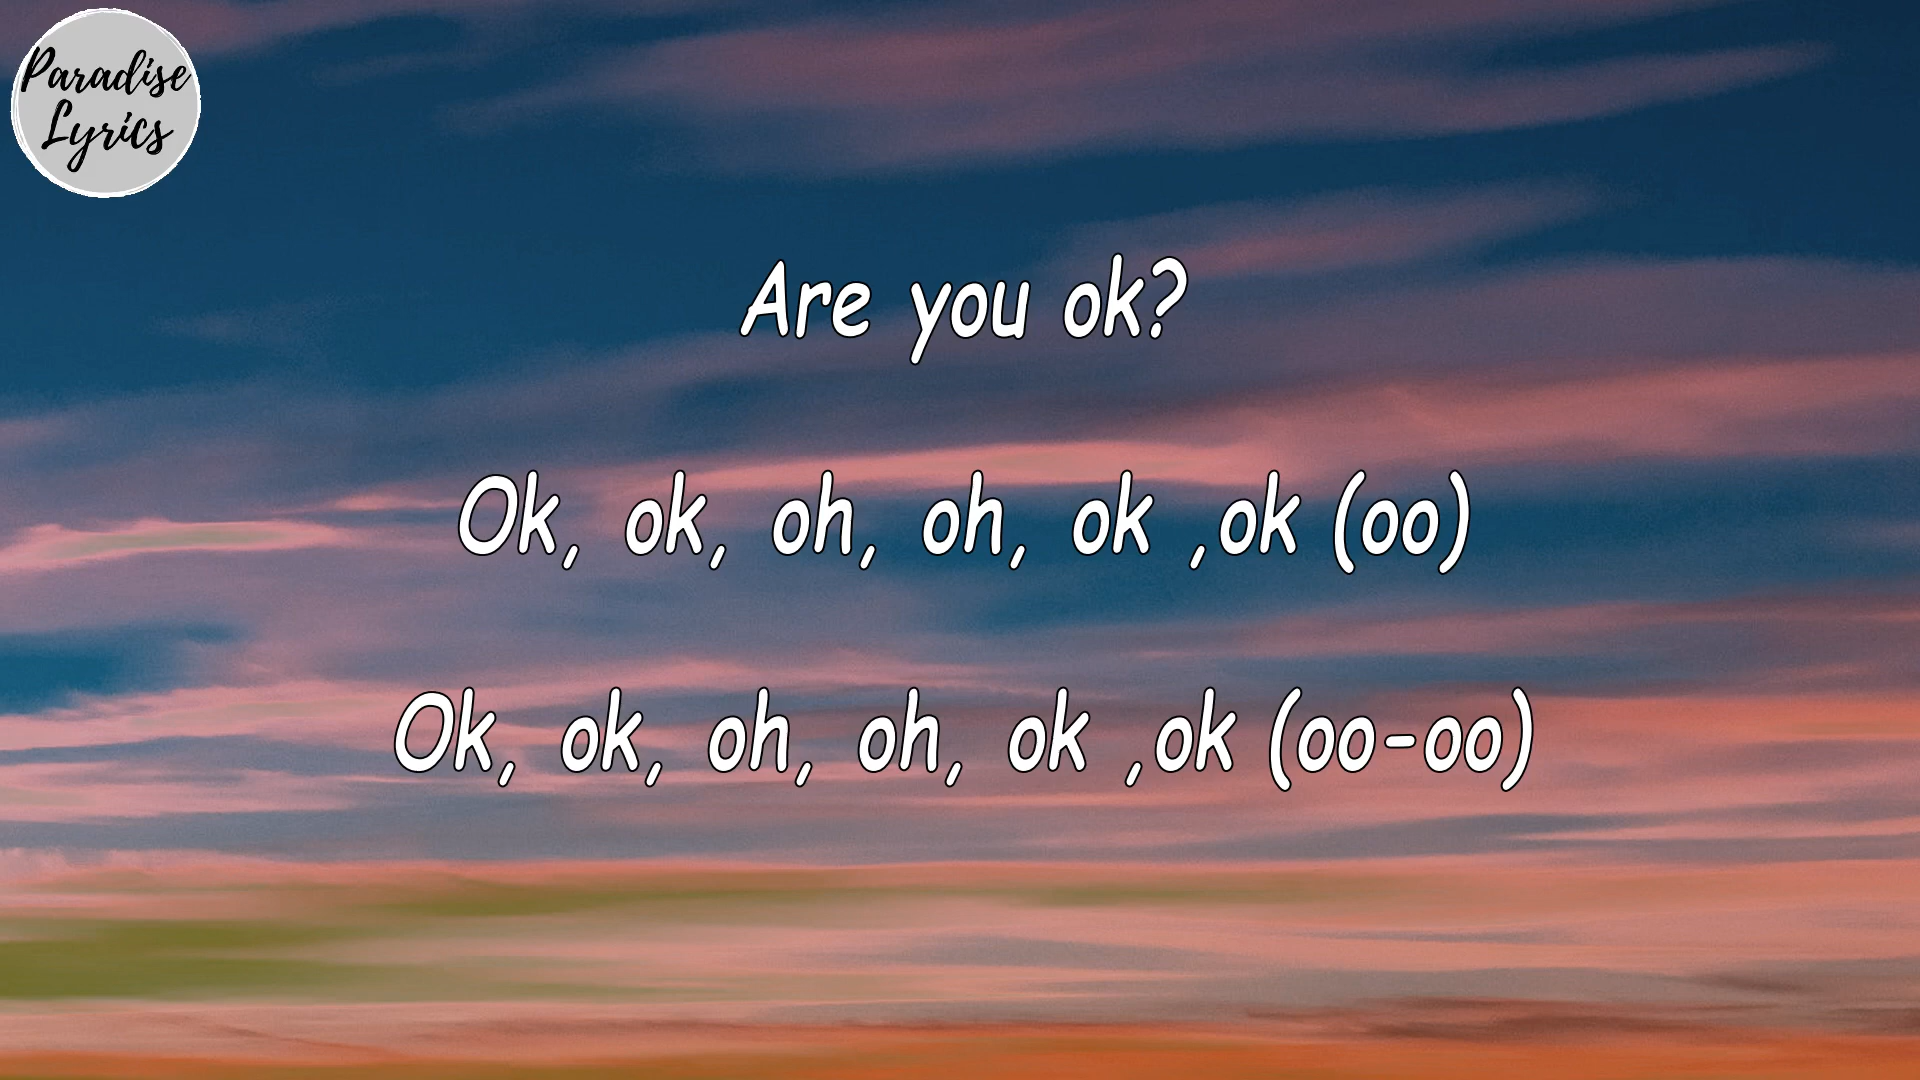 Paradise
Lyrics
Are you ok?
Ok, ok, oh, oh, ok ,ok (oo)
Ok, ok, oh, oh, ok ,ok (oo-oo)